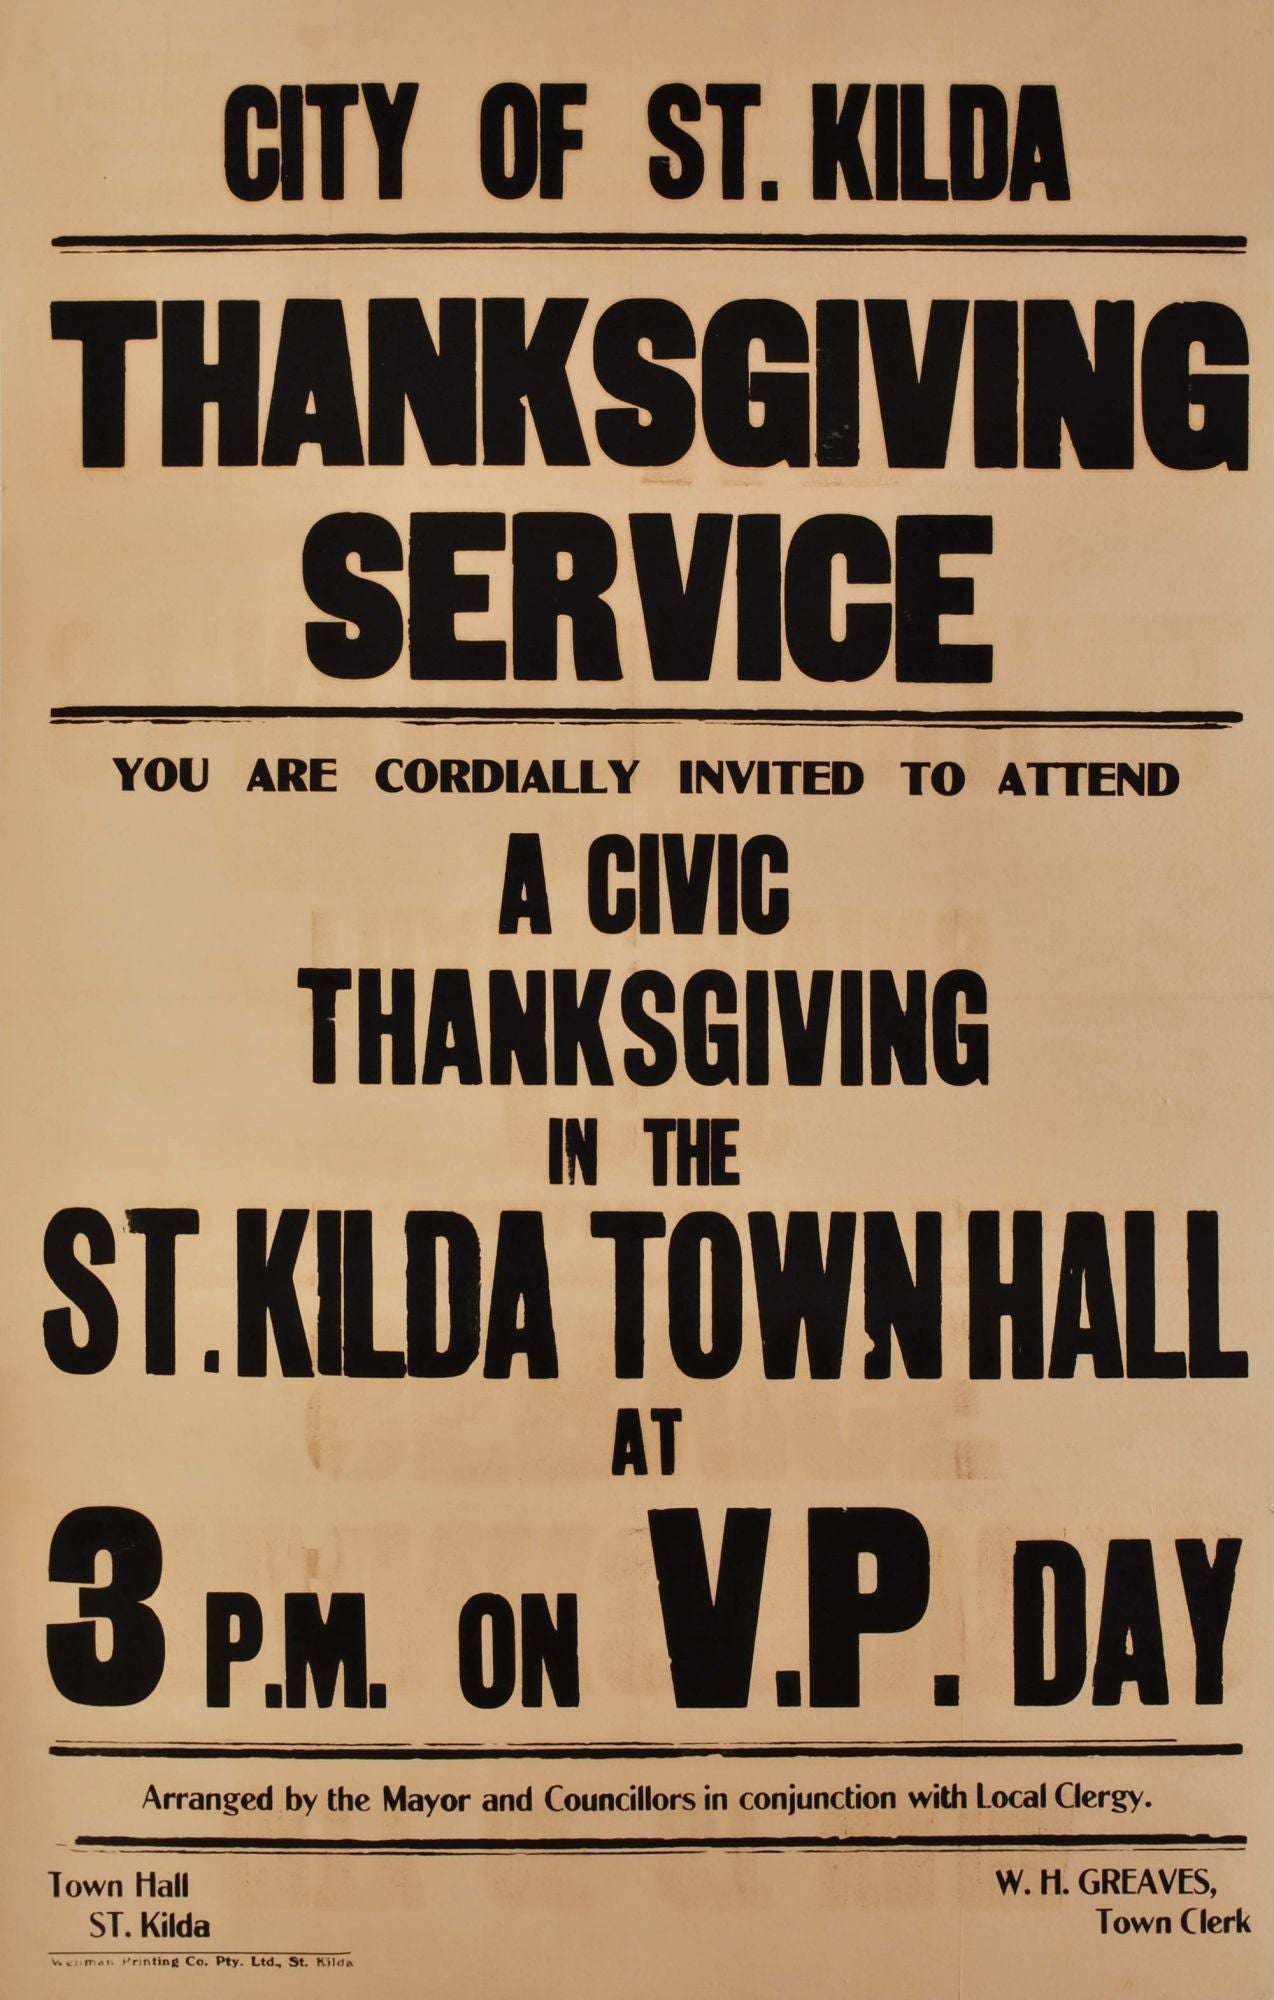 CITY OF ST. KILDA
THANKSGIVING
SERVICE
YOU ARE CORDIALLY INVITED TO ATTEND
A CIVIC
THANKSGIVING
IN THE
ST. KILDA TOWN HALL
AT
3 P.M. ON V.P. DAY
Arranged by the Mayor and Councillors in conjunction with Local Clergy.
Town Hall
ST. Kilda
W. H. GREAVES,
Town Clerk
Printing Co. Pty. Ltd., St. Kilda